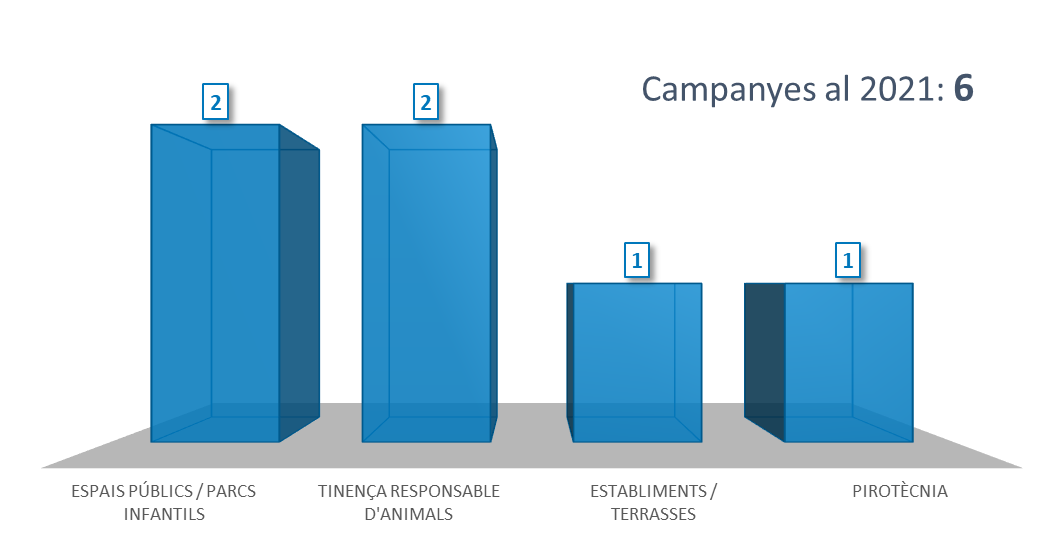 Campanyes al 2021: 6
2
2
1
1
ESPAIS PÚBLICS / PARCS
INFANTILS
TINENÇA RESPONSABLE
D'ANIMALS
ESTABLIMENTS /
TERRASSES
PIROTÈCNIA